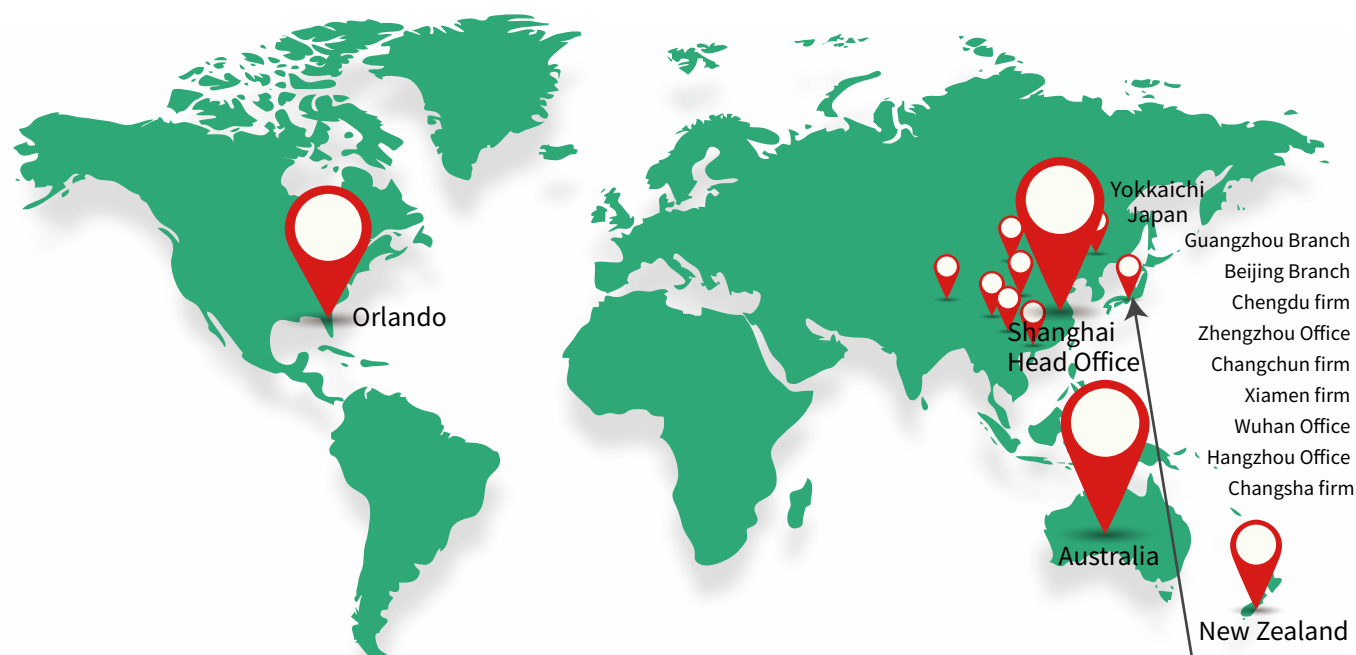 Yokkaichi
Japan
Guangzhou Branch
Beijing Branch
Chengdu firm
Orlando
Shanghai
Head Office
Zhengzhou Office
Changchun firm
Xiamen firm
Wuhan Office
Hangzhou Office
Changsha firm
Australia
New Zealand